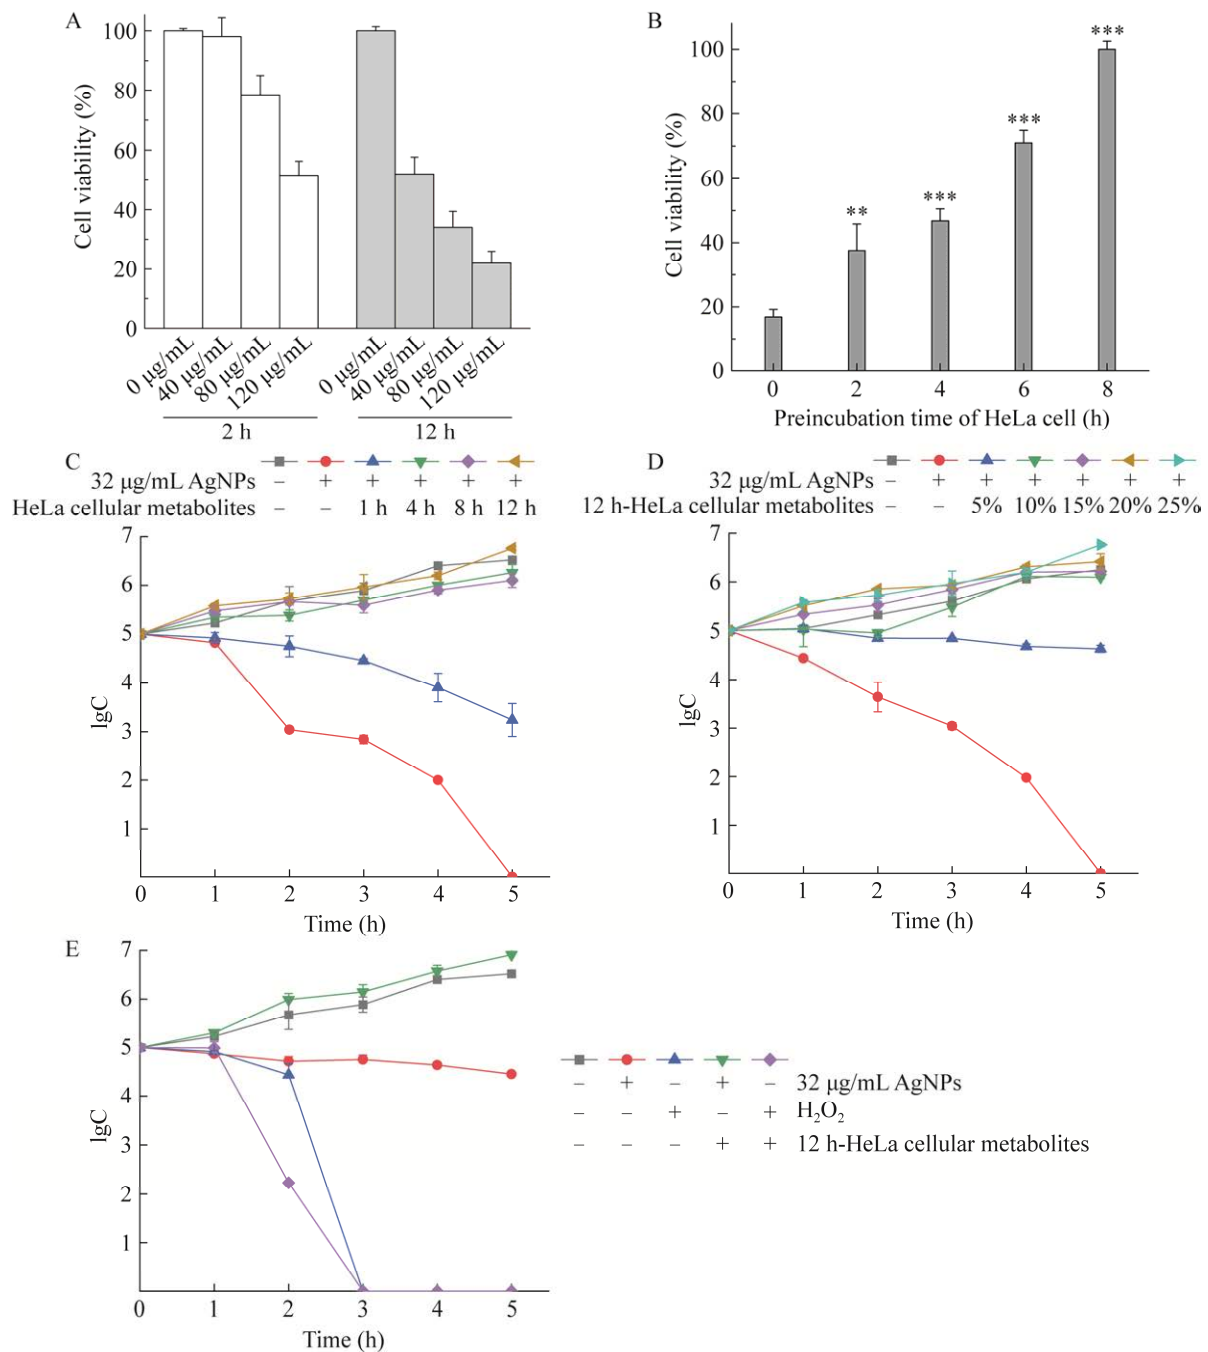 A
Cell viability (%)
100
80
60
40
20
0
0 μg/mL
40 μg/mL
80 μg/mL
120 μg/mL
0 μg/mL
40 μg/mL
80 μg/mL
120 μg/mL
2 h
12 h
B
Cell viability (%)
100
80
60
40
20
0
**
***
***
***
0 2 4 6 8
Preincubation time of HeLa cell (h)
C
32 μg/mL AgNPs − + + + + +
HeLa cellular metabolites − − 1 h 4 h 8 h 12 h
lgC
7
6
5
4
3
2
1
0 1 2 3 4 5
Time (h)
D
32 μg/mL AgNPs − + + + + + +
12 h-HeLa cellular metabolites − − 5% 10% 15% 20% 25%
lgC
7
6
5
4
3
2
1
0 1 2 3 4 5
Time (h)
E
lgC
7
6
5
4
3
2
1
0 1 2 3 4 5
Time (h)
− + − + − 32 μg/mL AgNPs
− − + − + H₂O₂
− − − + + 12 h-HeLa cellular metabolites